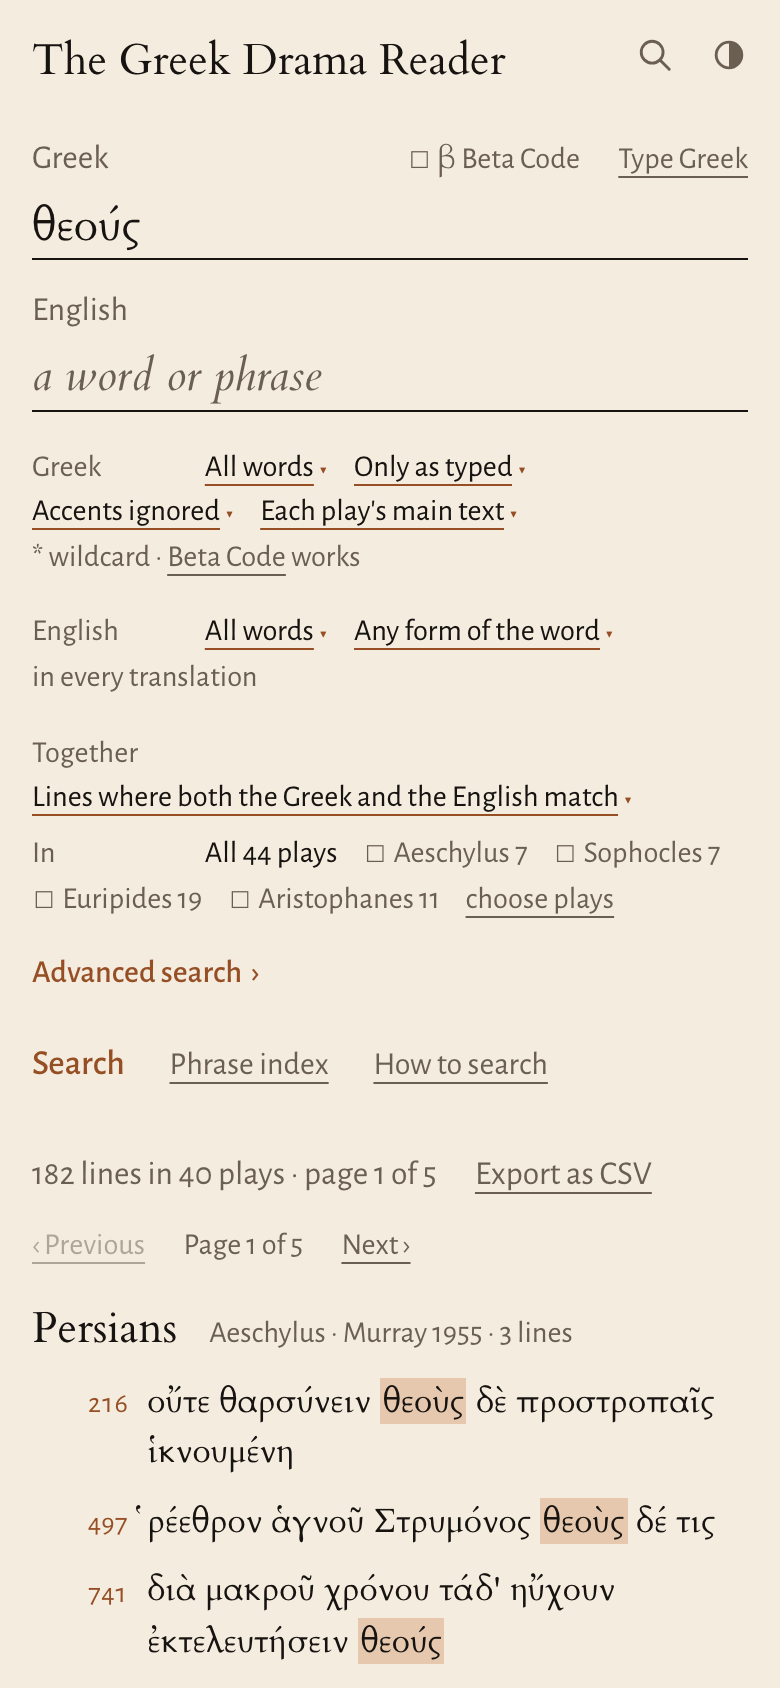 The Greek Drama Reader
Greek
☐ β Beta Code Type Greek
θεούς
English
a word or phrase
Greek All words ▾ Only as typed ▾
Accents ignored ▾ Each play's main text ▾
* wildcard · Beta Code works
English All words ▾ Any form of the word ▾
in every translation
Together
Lines where both the Greek and the English match ▾
In All 44 plays ☐ Aeschylus 7 ☐ Sophocles 7
☐ Euripides 19 ☐ Aristophanes 11 choose plays
Advanced search ›
Search Phrase index How to search
182 lines in 40 plays · page 1 of 5 Export as CSV
‹ Previous Page 1 of 5 Next ›
Persians Aeschylus · Murray 1955 · 3 lines
216 οὔτε θαρσύνειν θεοὺς δὲ προστροπαῖς
ἱκνουμένη
497 ῾ρέεθρον ἁγνοῦ Στρυμόνος θεοὺς δέ τις
741 διὰ μακροῦ χρόνου τάδ' ηὔχουν
ἐκτελευτήσειν θεούς